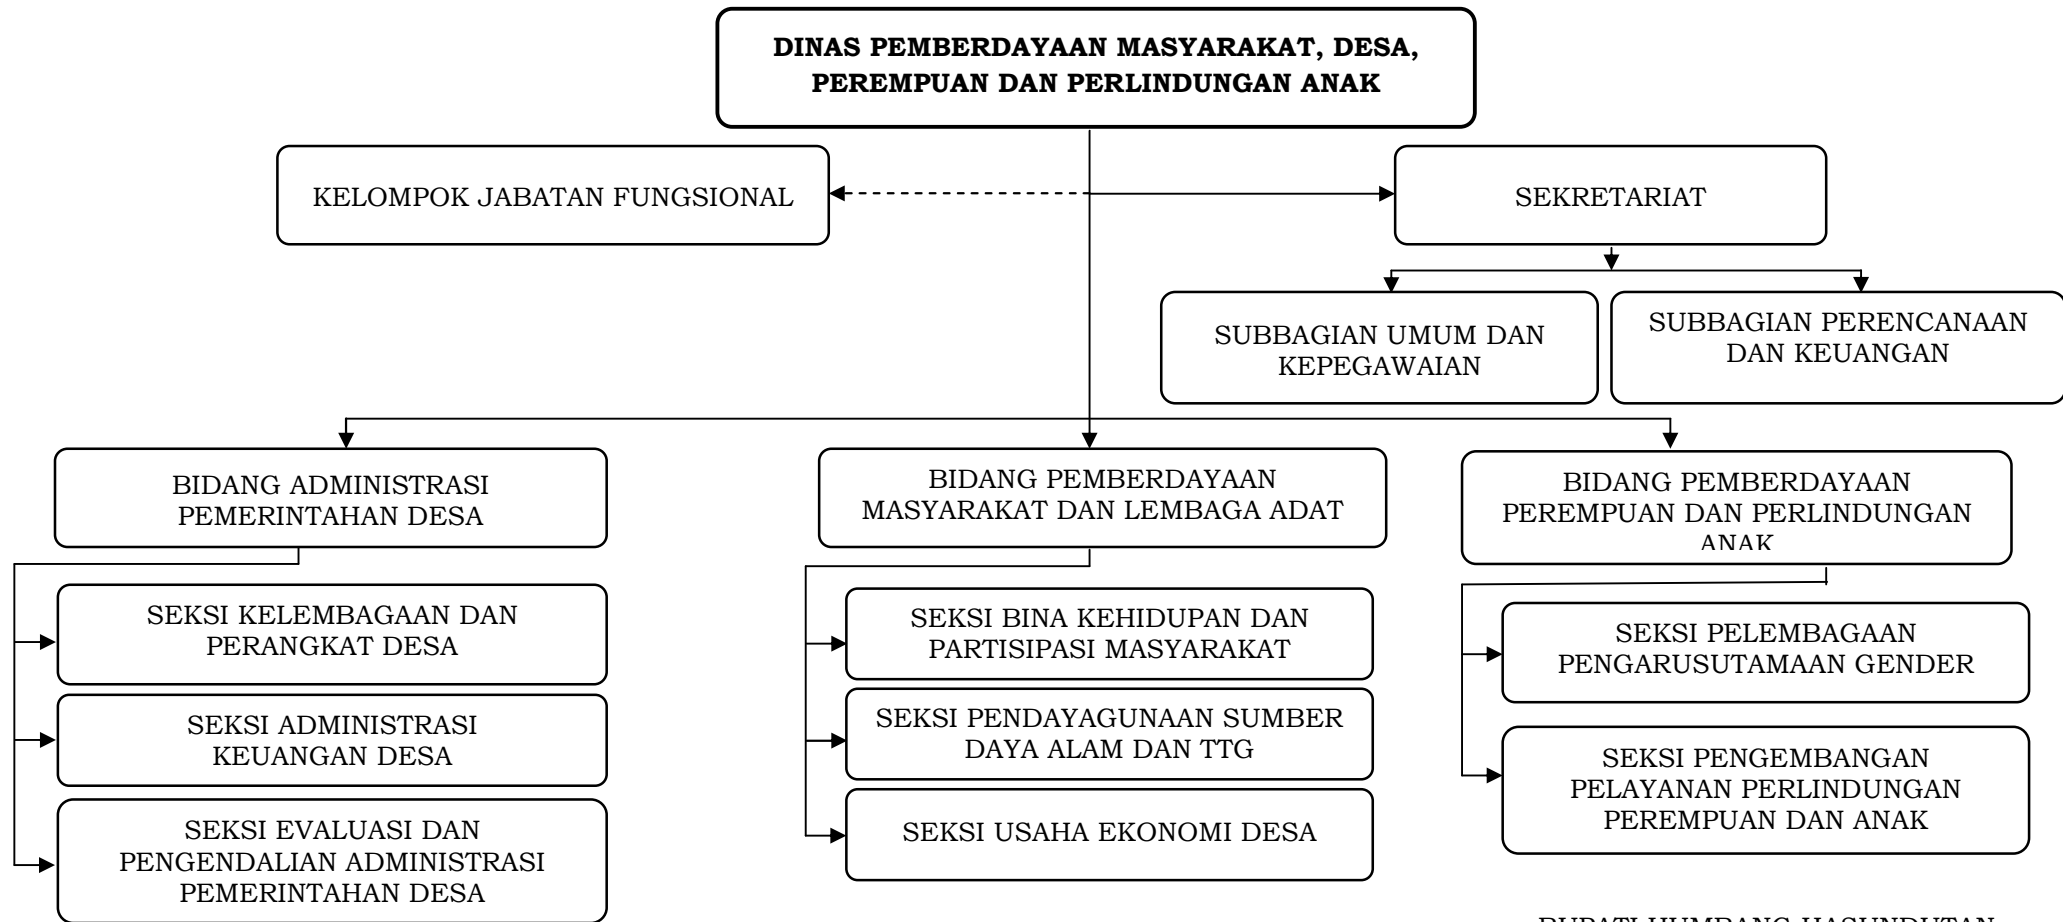 DINAS PEMBERDAYAAN MASYARAKAT, DESA,
PEREMPUAN DAN PERLINDUNGAN ANAK
KELOMPOK JABATAN FUNGSIONAL
SEKRETARIAT
SUBBAGIAN UMUM DAN
KEPEGAWAIAN
SUBBAGIAN PERENCANAAN
DAN KEUANGAN
BIDANG ADMINISTRASI
PEMERINTAHAN DESA
BIDANG PEMBERDAYAAN
MASYARAKAT DAN LEMBAGA ADAT
BIDANG PEMBERDAYAAN
PEREMPUAN DAN PERLINDUNGAN
ANAK
SEKSI KELEMBAGAAN DAN
PERANGKAT DESA
SEKSI ADMINISTRASI
KEUANGAN DESA
SEKSI EVALUASI DAN
PENGENDALIAN ADMINISTRASI
PEMERINTAHAN DESA
SEKSI BINA KEHIDUPAN DAN
PARTISIPASI MASYARAKAT
SEKSI PENDAYAGUNAAN SUMBER
DAYA ALAM DAN TTG
SEKSI USAHA EKONOMI DESA
SEKSI PELEMBAGAAN
PENGARUSUTAMAAN GENDER
SEKSI PENGEMBANGAN
PELAYANAN PERLINDUNGAN
PEREMPUAN DAN ANAK
BUPATI HUMBANG HASUNDUTAN